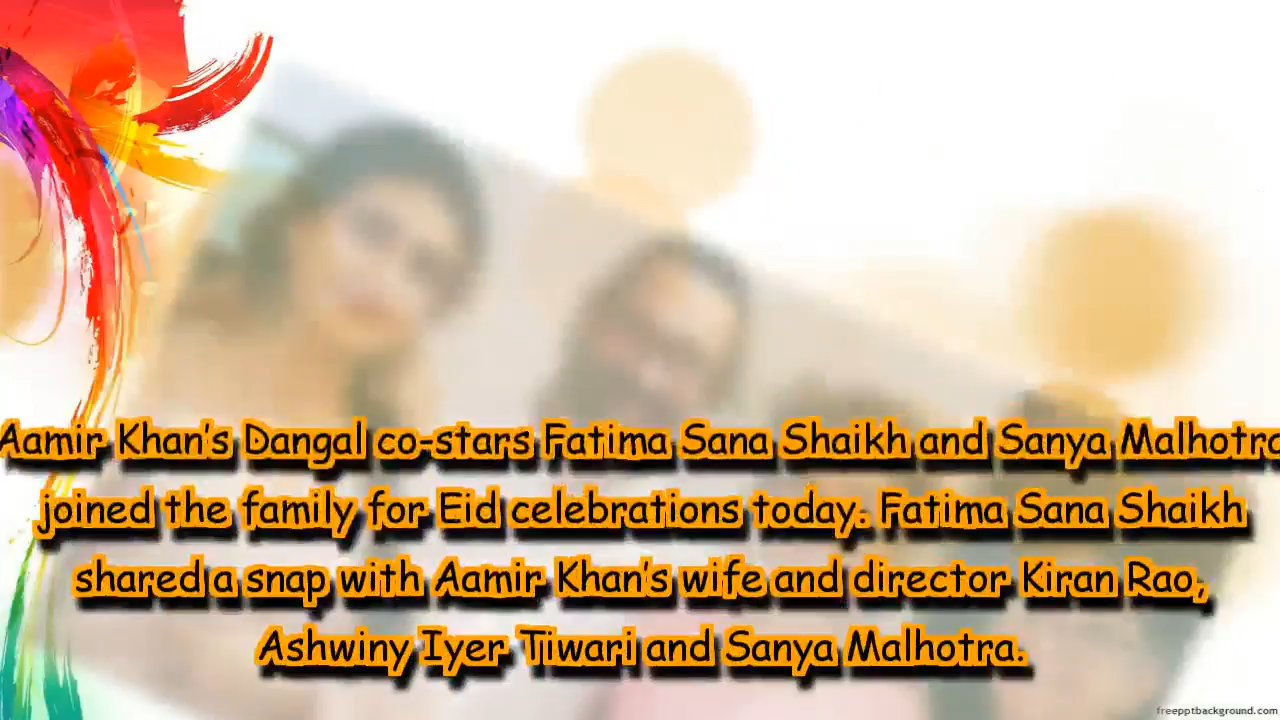 Aamir Khan's Dangal co-stars Fatima Sana Shaikh and Sanya Malhotra
joined the family for Eid celebrations today. Fatima Sana Shaikh
shared a snap with Aamir Khan's wife and director Kiran Rao,
Ashwiny Iyer Tiwari and Sanya Malhotra.
freepptbackground.com